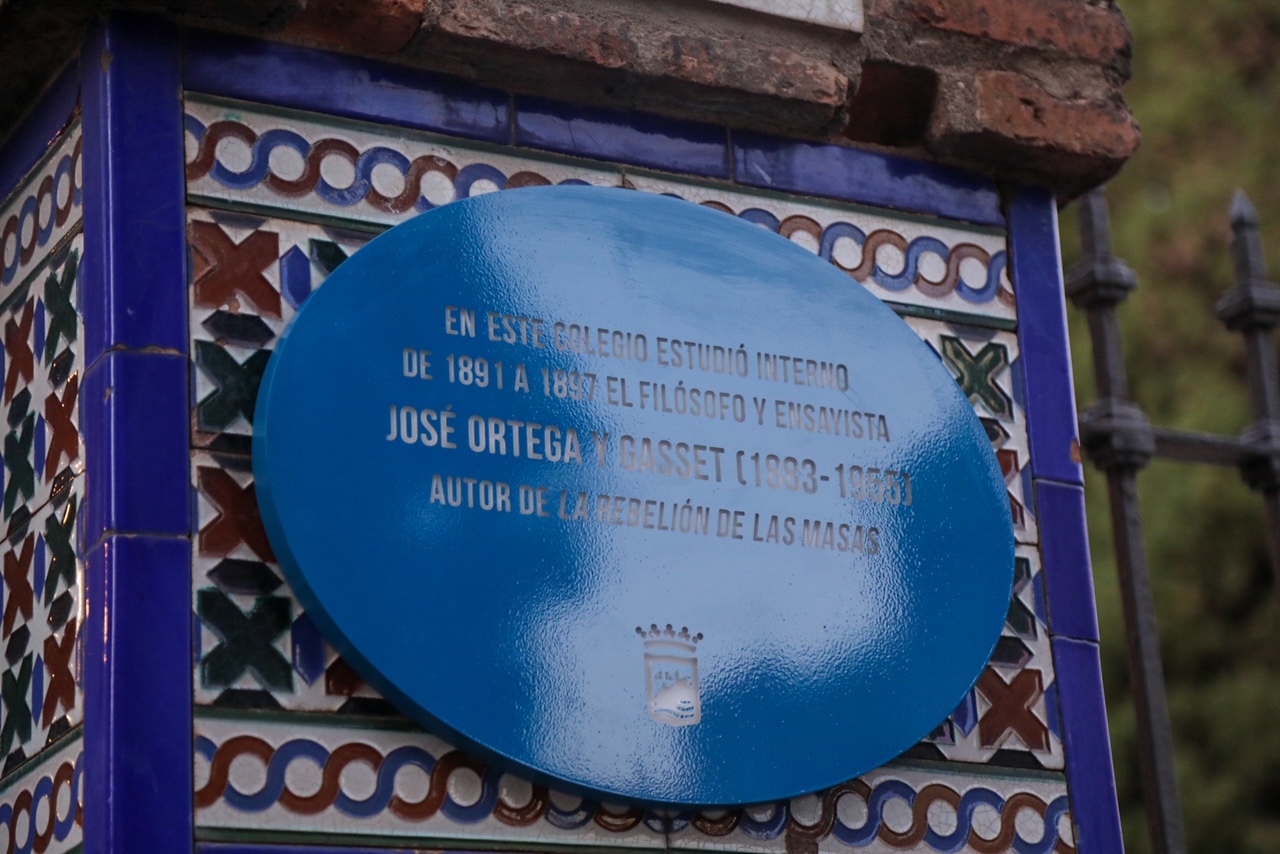 EN ESTE COLEGIO ESTUDIÓ INTERNO
DE 1891 A 1897 EL FILÓSOFO Y ENSAYISTA
JOSÉ ORTEGA Y GASSET (1883-1955)
AUTOR DE LA REBELIÓN DE LAS MASAS